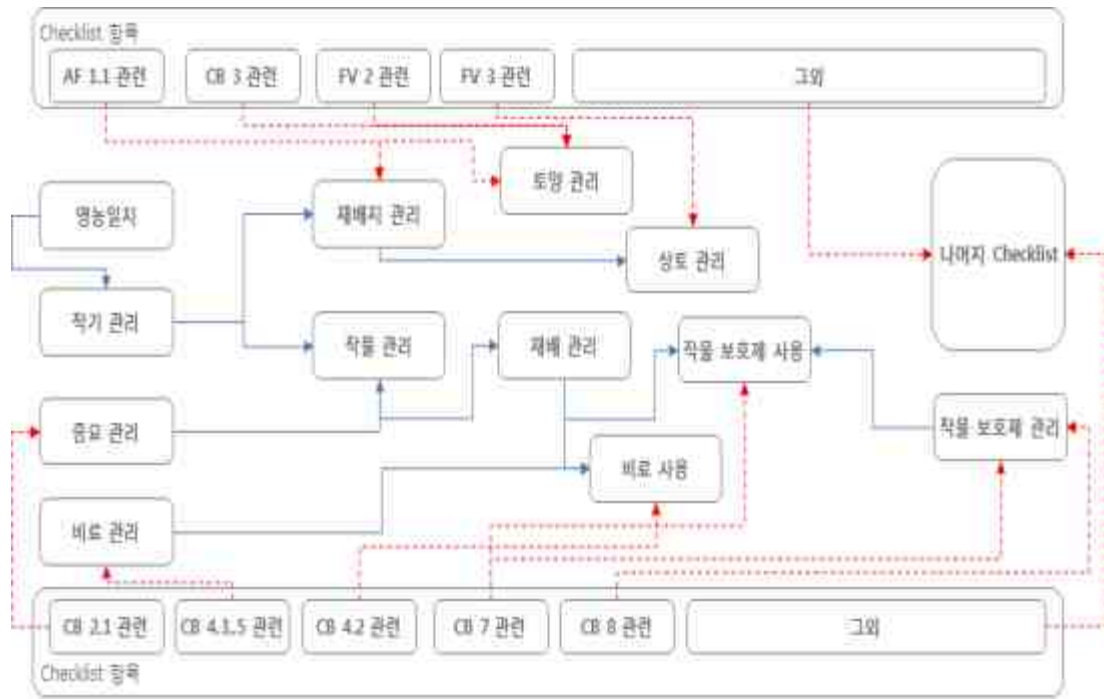 Checklist 항목
AF 1.1 관련
CB 3 관련
FV 2 관련
FV 3 관련
그외
토양 관리
영농일지
재배지 관리
상토 관리
나머지 Checklist
작기 관리
작물 관리
재배 관리
작물 보호제 사용
종묘 관리
작물 보호제 관리
비료 사용
비료 관리
CB 2.1 관련
CB 4.1..5 관련
CB 4.2 관련
CB 7 관련
CB 8 관련
그외
Checklist 항목